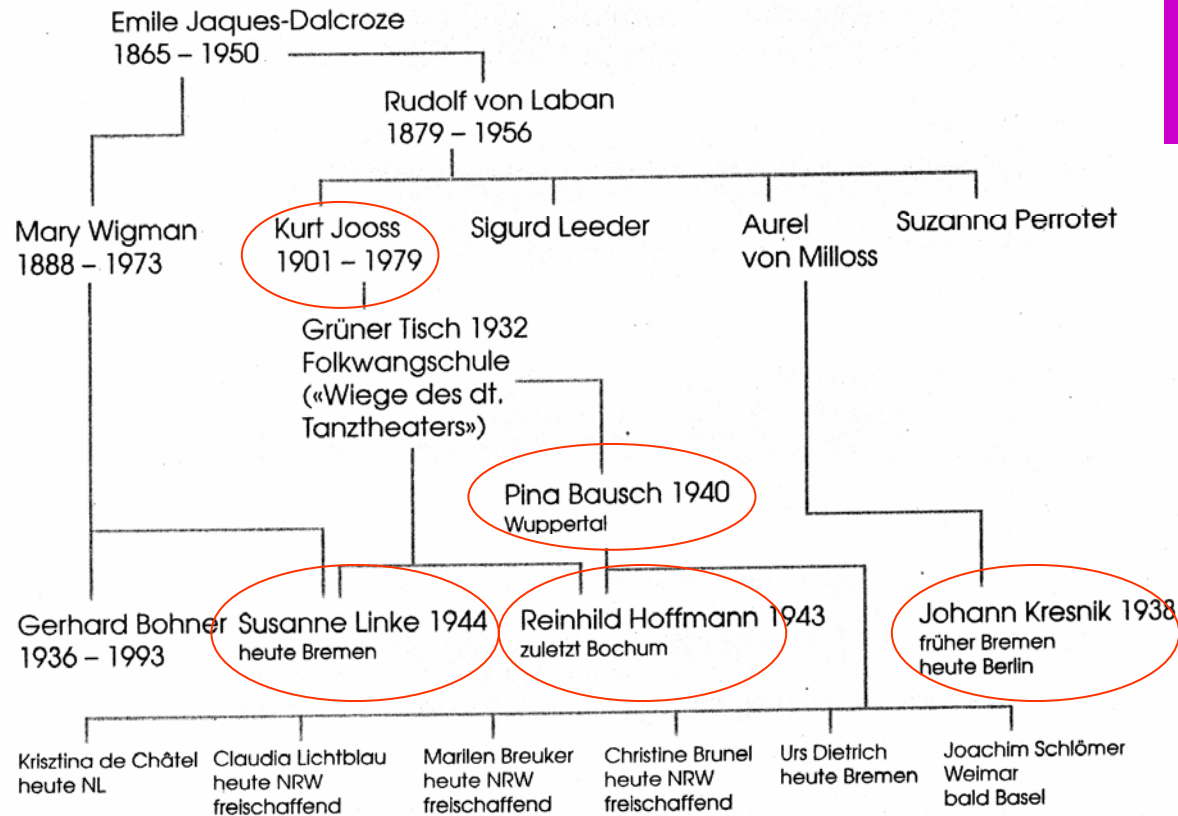 Emile Jaques-Dalcroze
1865 – 1950
Rudolf von Laban
1879 – 1956
Mary Wigman
1888 – 1973
Kurt Jooss
1901 – 1979
Sigurd Leeder
Aurel
von Milloss
Suzanna Perrotet
Grüner Tisch 1932
Folkwangschule
(«Wiege des dt.
Tanztheaters»)
Pina Bausch 1940
Wuppertal
Gerhard Bohner
1936 – 1993
Susanne Linke 1944
heute Bremen
Reinhild Hoffmann 1943
zuletzt Bochum
Johann Kresnik 1938
früher Bremen
heute Berlin
Krisztina de Châtel
heute NL
Claudia Lichtblau
heute NRW
freischaffend
Marilen Breuker
heute NRW
freischaffend
Christine Brunel
heute NRW
freischaffend
Urs Dietrich
heute Bremen
Joachim Schlömer
Weimar
bald Basel